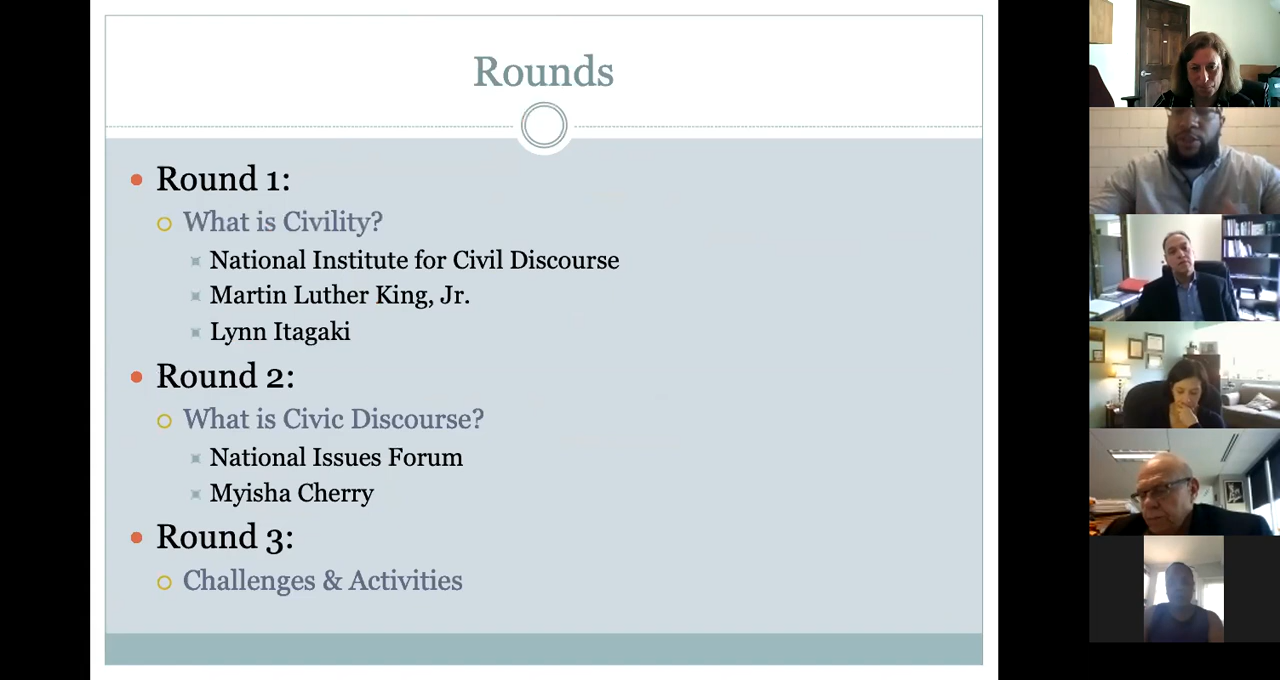 Rounds
Round 1:
What is Civility?
National Institute for Civil Discourse
Martin Luther King, Jr.
Lynn Itagaki
Round 2:
What is Civic Discourse?
National Issues Forum
Myisha Cherry
Round 3:
Challenges & Activities